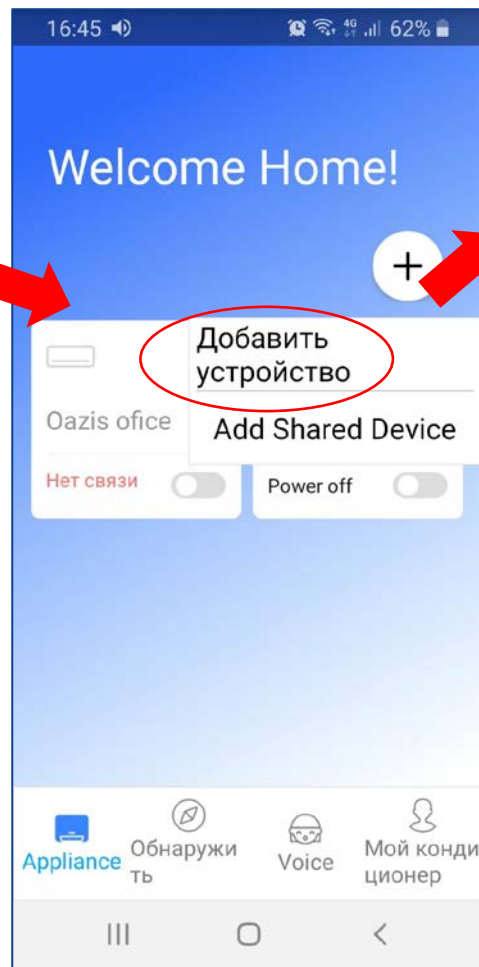 16:45 4G 62%
Welcome Home!
+
Добавить
устройство
Oazis ofice
Add Shared Device
Нет связи
Power off
Appliance
Обнаружи
ть
Voice
Мой конди
ционер